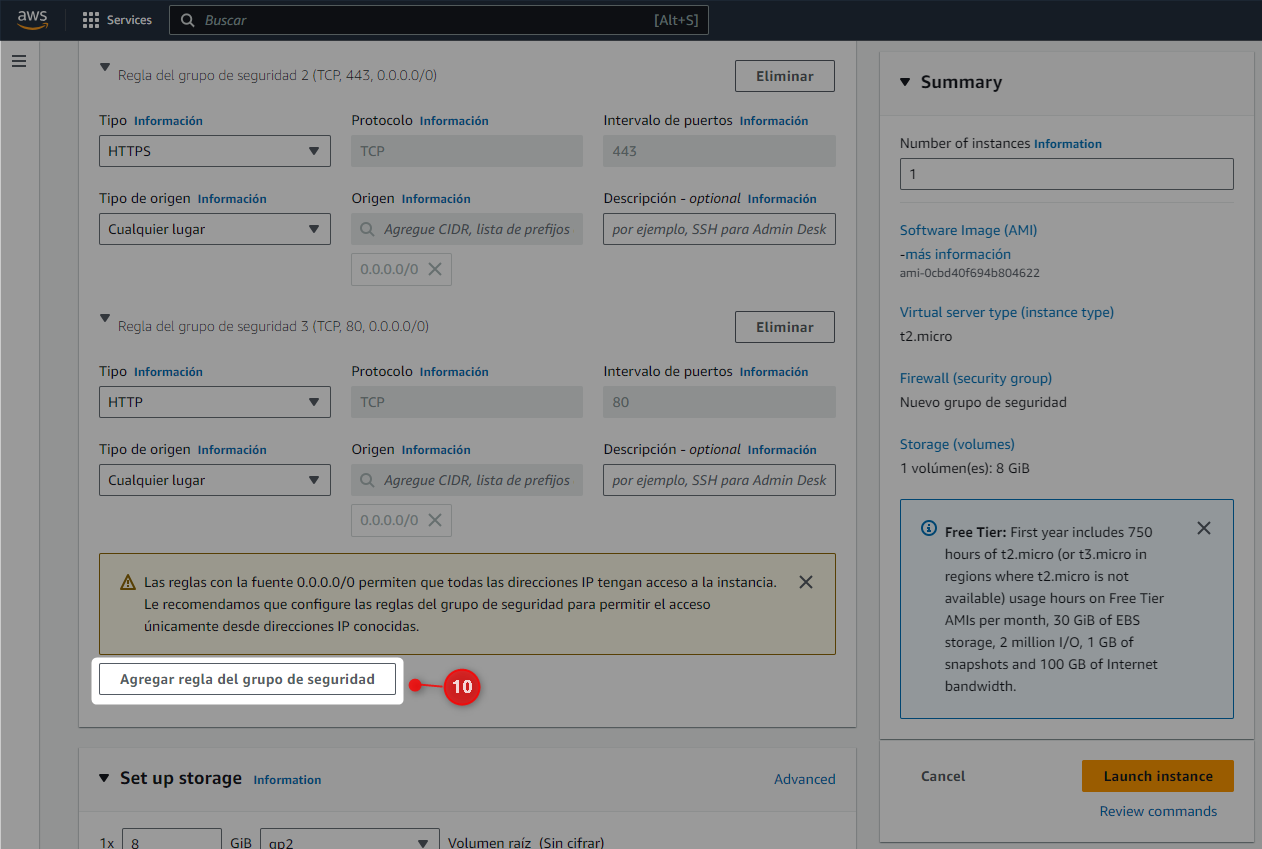 aws
Services
Buscar
[Alt+S]
Regla del grupo de seguridad 2 (TCP, 443, 0.0.0.0/0)
Eliminar
Tipo Información
Protocolo Información
Intervalo de puertos Información
HTTPS
TCP
443
Tipo de origen Información
Origen Información
Descripción - optional Información
Cualquier lugar
Agregue CIDR, lista de prefijos
por ejemplo, SSH para Admin Desk
0.0.0.0/0
Regla del grupo de seguridad 3 (TCP, 80, 0.0.0.0/0)
Eliminar
Tipo Información
Protocolo Información
Intervalo de puertos Información
HTTP
TCP
80
Tipo de origen Información
Origen Información
Descripción - optional Información
Cualquier lugar
Agregue CIDR, lista de prefijos
por ejemplo, SSH para Admin Desk
0.0.0.0/0
Las reglas con la fuente 0.0.0.0/0 permiten que todas las direcciones IP tengan acceso a la instancia.
Le recomendamos que configure las reglas del grupo de seguridad para permitir el acceso
únicamente desde direcciones IP conocidas.
Agregar regla del grupo de seguridad
10
Set up storage Information
Advanced
1x
8
GiB
gp2
Volumen raíz (Sin cifrar)
Summary
Number of instances Information
1
Software Image (AMI)
-más información
ami-0cbd40f694b804622
Virtual server type (instance type)
t2.micro
Firewall (security group)
Nuevo grupo de seguridad
Storage (volumes)
1 volúmen(es): 8 GiB
Free Tier: First year includes 750
hours of t2.micro (or t3.micro in
regions where t2.micro is not
available) usage hours on Free Tier
AMIs per month, 30 GiB of EBS
storage, 2 million I/O, 1 GB of
snapshots and 100 GB of Internet
bandwidth.
Cancel
Launch instance
Review commands